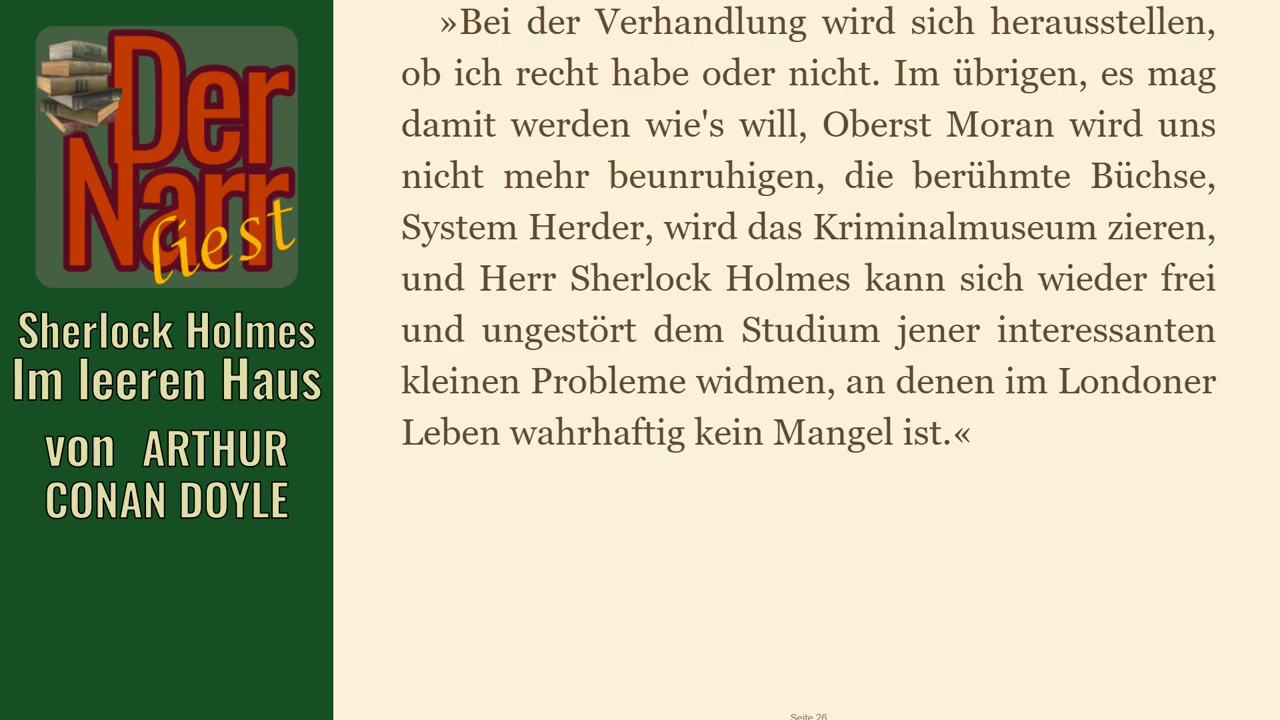 Der
Narr
liest
Sherlock Holmes
Im leeren Haus
von ARTHUR
CONAN DOYLE
»Bei der Verhandlung wird sich herausstellen,
ob ich recht habe oder nicht. Im übrigen, es mag
damit werden wie's will, Oberst Moran wird uns
nicht mehr beunruhigen, die berühmte Büchse,
System Herder, wird das Kriminalmuseum zieren,
und Herr Sherlock Holmes kann sich wieder frei
und ungestört dem Studium jener interessanten
kleinen Probleme widmen, an denen im Londoner
Leben wahrhaftig kein Mangel ist.«
Seite 26